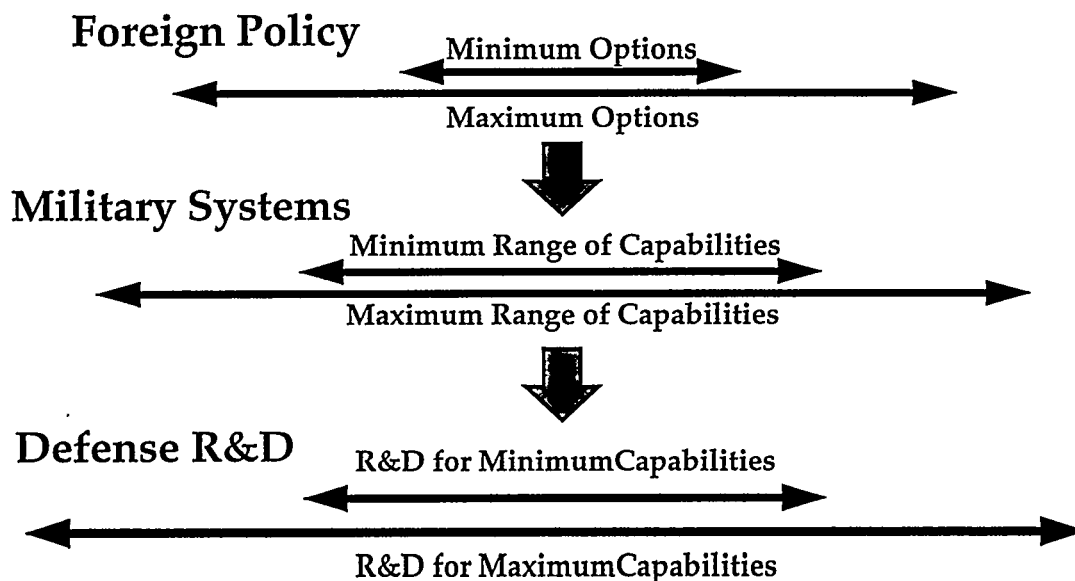 Foreign Policy
Minimum Options
Maximum Options
Military Systems
Minimum Range of Capabilities
Maximum Range of Capabilities
Defense R&D
R&D for MinimumCapabilities
R&D for MaximumCapabilities